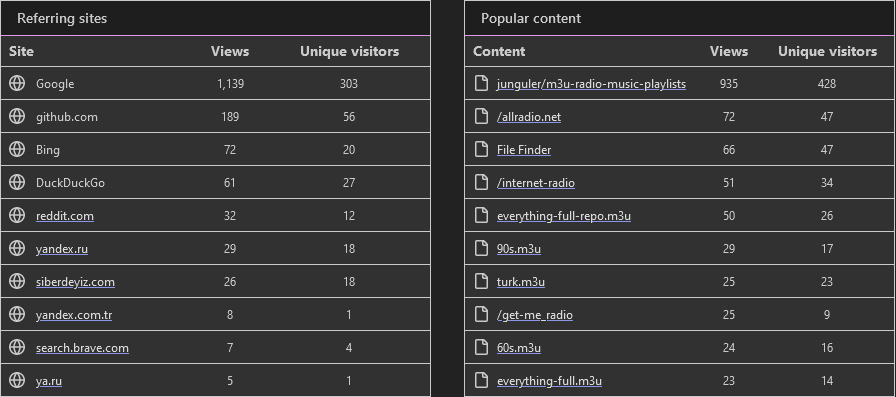 Referring sites
Site Views Unique visitors
Google 1,139 303
github.com 189 56
Bing 72 20
DuckDuckGo 61 27
reddit.com 32 12
yandex.ru 29 18
siberdeyiz.com 26 18
yandex.com.tr 8 1
search.brave.com 7 4
ya.ru 5 1
Popular content
Content Views Unique visitors
junguler/m3u-radio-music-playlists 935 428
/allradio.net 72 47
File Finder 66 47
/internet-radio 51 34
everything-full-repo.m3u 50 26
90s.m3u 29 17
turk.m3u 25 23
/get-me_radio 25 9
60s.m3u 24 16
everything-full.m3u 23 14